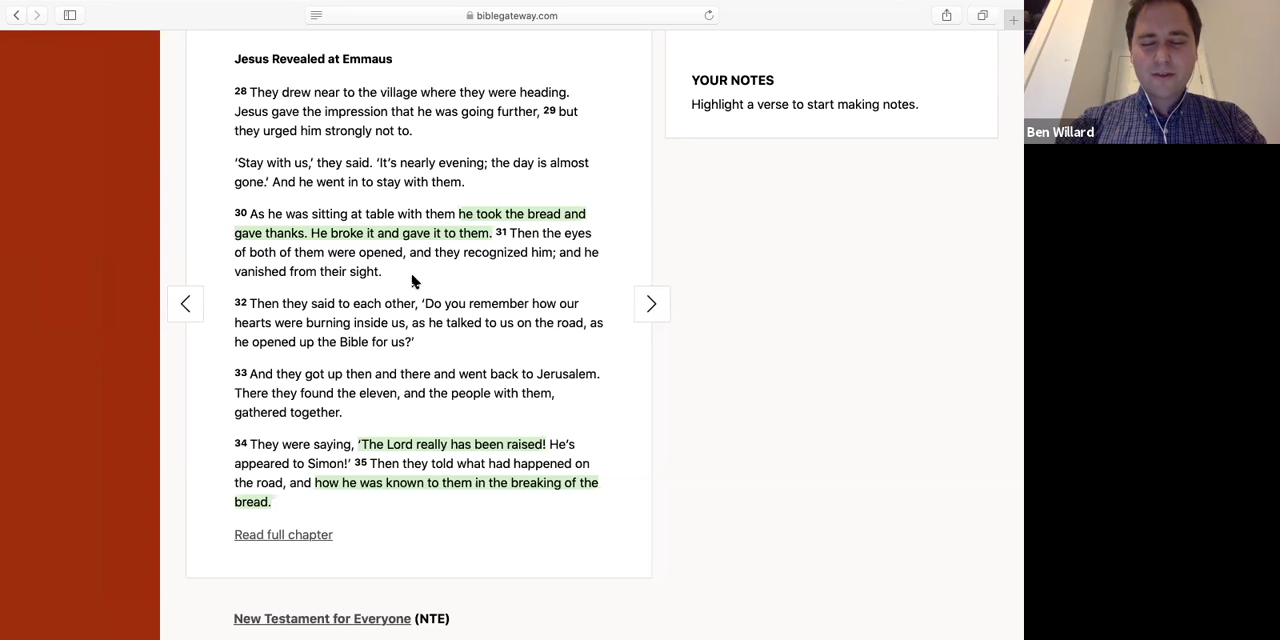 biblegateway.com
Jesus Revealed at Emmaus
28 They drew near to the village where they were heading.
Jesus gave the impression that he was going further, 29 but
they urged him strongly not to.
‘Stay with us,’ they said. ‘It’s nearly evening; the day is almost
gone.’ And he went in to stay with them.
30 As he was sitting at table with them he took the bread and
gave thanks. He broke it and gave it to them. 31 Then the eyes
of both of them were opened, and they recognized him; and he
vanished from their sight.
32 Then they said to each other, ‘Do you remember how our
hearts were burning inside us, as he talked to us on the road, as
he opened up the Bible for us?’
33 And they got up then and there and went back to Jerusalem.
There they found the eleven, and the people with them,
gathered together.
34 They were saying, ‘The Lord really has been raised! He’s
appeared to Simon!’ 35 Then they told what had happened on
the road, and how he was known to them in the breaking of the
bread.
Read full chapter
New Testament for Everyone (NTE)
YOUR NOTES
Highlight a verse to start making notes.
Ben Willard